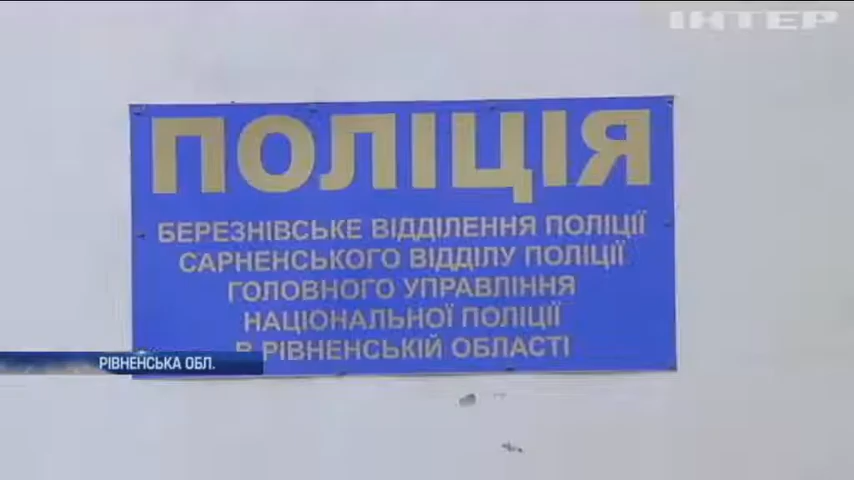 ІНТЕР
ПОЛІЦІЯ
БЕРЕЗНІВСЬКЕ ВІДДІЛЕННЯ ПОЛІЦІЇ
САРНЕНСЬКОГО ВІДДІЛУ ПОЛІЦІЇ
ГОЛОВНОГО УПРАВЛІННЯ
НАЦІОНАЛЬНОЇ ПОЛІЦІЇ
В РІВНЕНСЬКІЙ ОБЛАСТІ
РІВНЕНСЬКА ОБЛ.